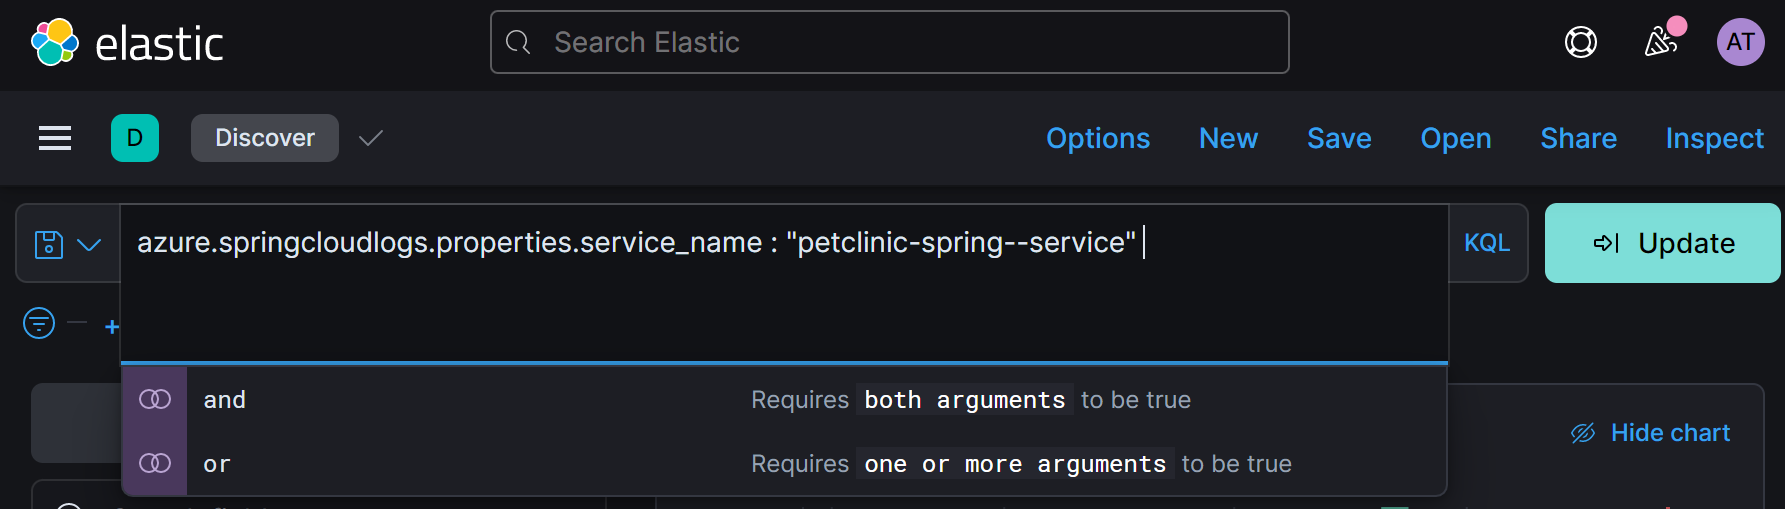 elastic
Search Elastic
AT
D
Discover
Options
New
Save
Open
Share
Inspect
azure.springcloudlogs.properties.service_name : "petclinic-spring--service"
KQL
Update
+
and
Requires both arguments to be true
or
Requires one or more arguments to be true
Hide chart